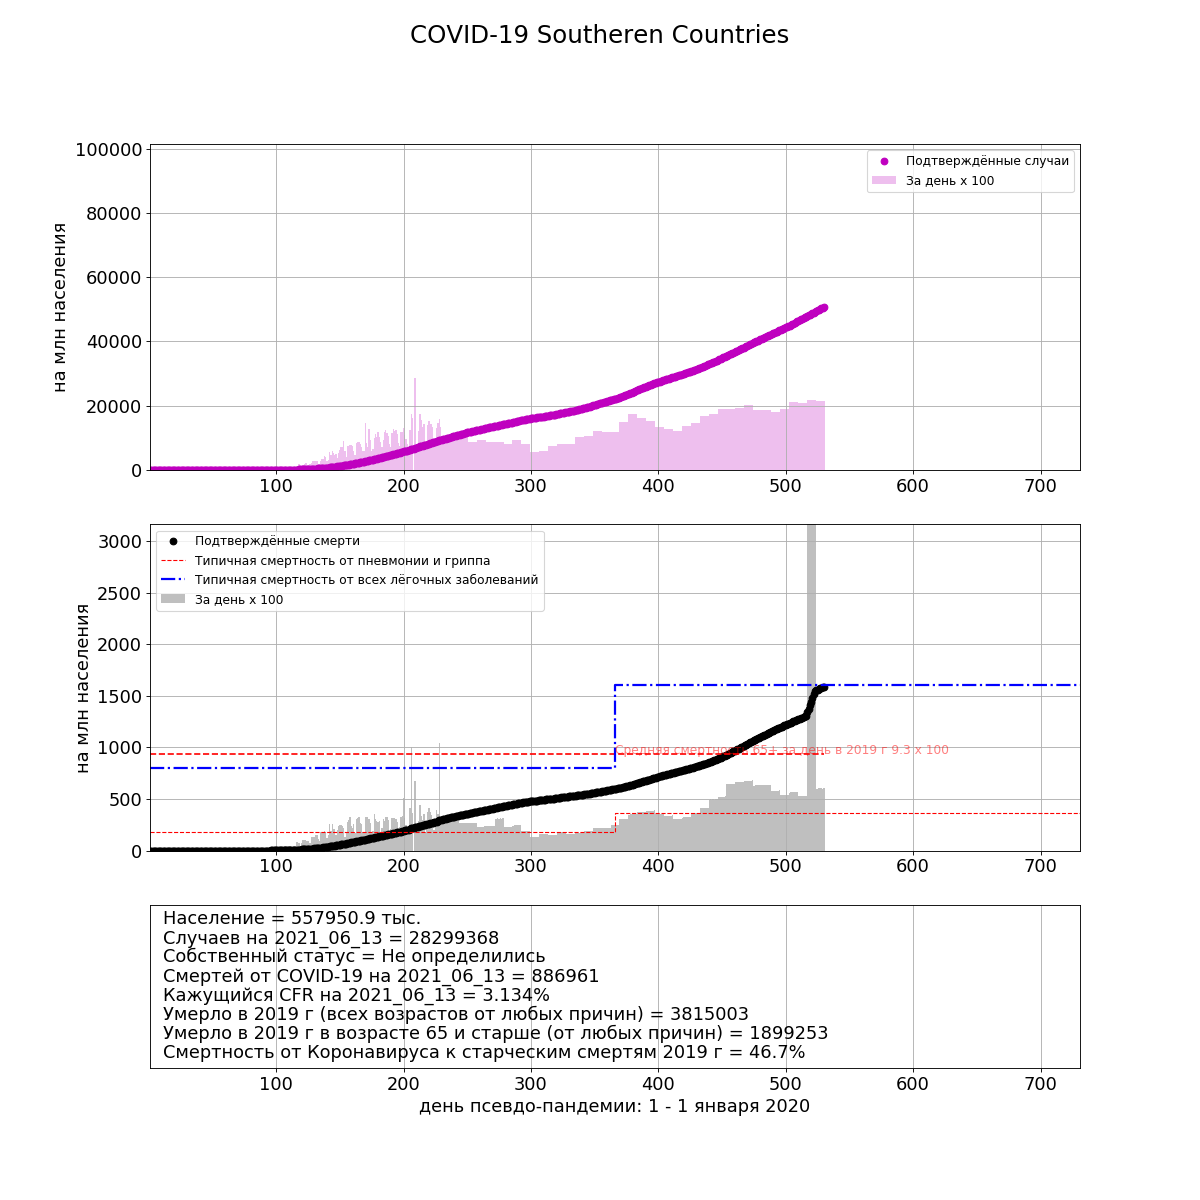 COVID-19 Southeren Countries
100000
80000
60000
40000
20000
0
на млн населения
Подтверждённые случаи
За день х 100
100 200 300 400 500 600 700
3000
2500
2000
1500
1000
500
0
на млн населения
Подтверждённые смерти
Типичная смертность от пневмонии и гриппа
Типичная смертность от всех лёгочных заболеваний
За день х 100
Средняя смертность 65+ за день в 2019 г 9.3 х 100
100 200 300 400 500 600 700
Население = 557950.9 тыс.
Случаев на 2021_06_13 = 28299368
Собственный статус = Не определились
Смертей от COVID-19 на 2021_06_13 = 886961
Кажущийся CFR на 2021_06_13 = 3.134%
Умерло в 2019 г (всех возрастов от любых причин) = 3815003
Умерло в 2019 г в возрасте 65 и старше (от любых причин) = 1899253
Смертность от Коронавируса к старческим смертям 2019 г = 46.7%
100 200 300 400 500 600 700
день псевдо-пандемии: 1 - 1 января 2020